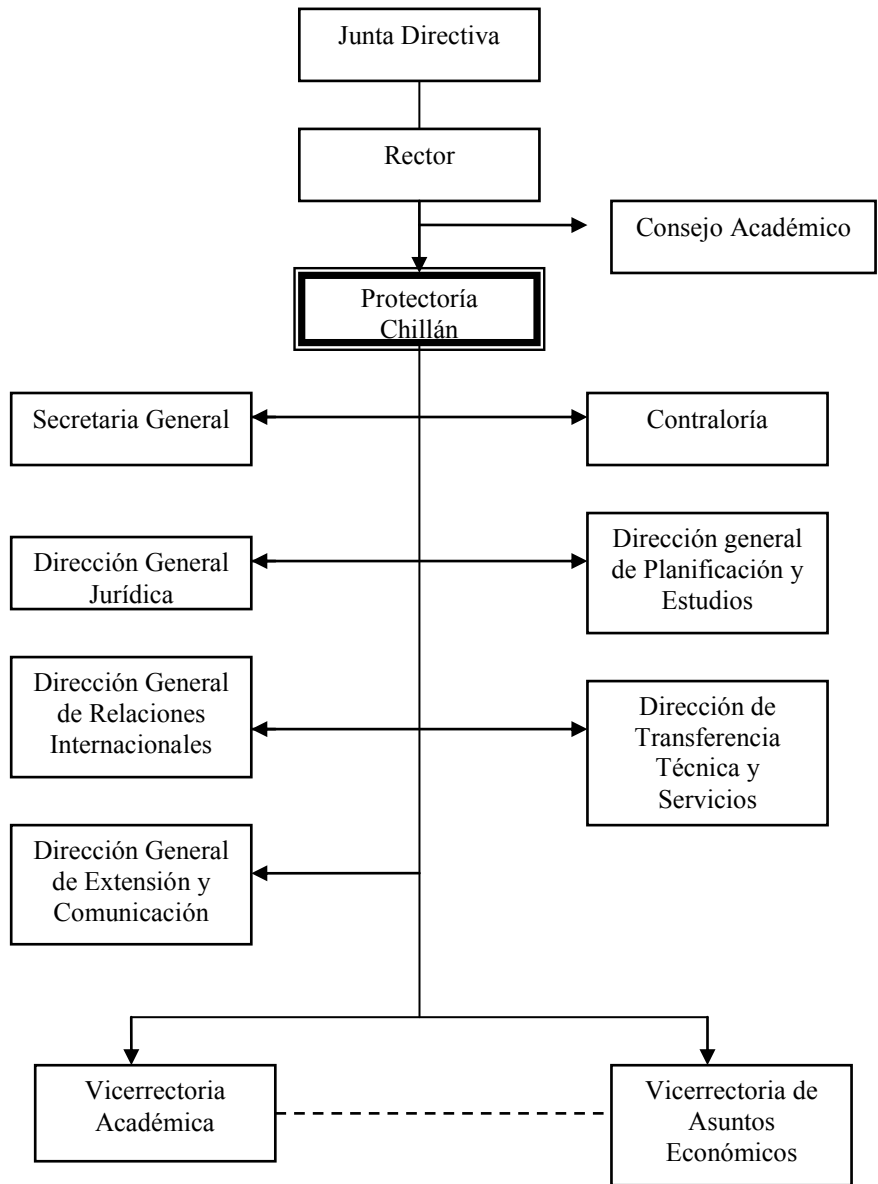 Junta Directiva
Rector
Consejo Académico
Protectoría
Chillán
Secretaria General
Contraloría
Dirección General
Jurídica
Dirección general
de Planificación y
Estudios
Dirección General
de Relaciones
Internacionales
Dirección de
Transferencia
Técnica y
Servicios
Dirección General
de Extensión y
Comunicación
Vicerrectoria
Académica
Vicerrectoria de
Asuntos
Económicos